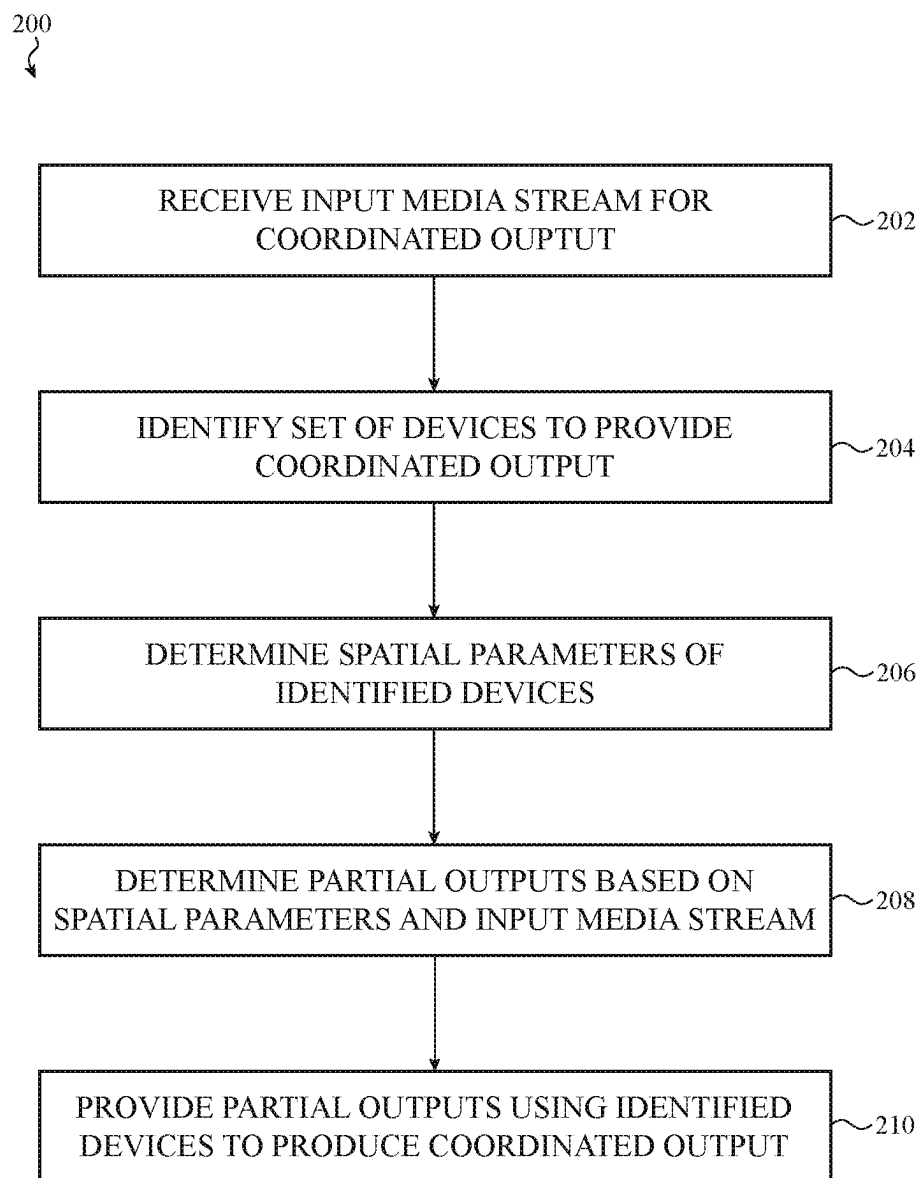 200
RECEIVE INPUT MEDIA STREAM FOR
COORDINATED OUPTUT
202
IDENTIFY SET OF DEVICES TO PROVIDE
COORDINATED OUTPUT
204
DETERMINE SPATIAL PARAMETERS OF
IDENTIFIED DEVICES
206
DETERMINE PARTIAL OUTPUTS BASED ON
SPATIAL PARAMETERS AND INPUT MEDIA STREAM
208
PROVIDE PARTIAL OUTPUTS USING IDENTIFIED
DEVICES TO PRODUCE COORDINATED OUTPUT
210